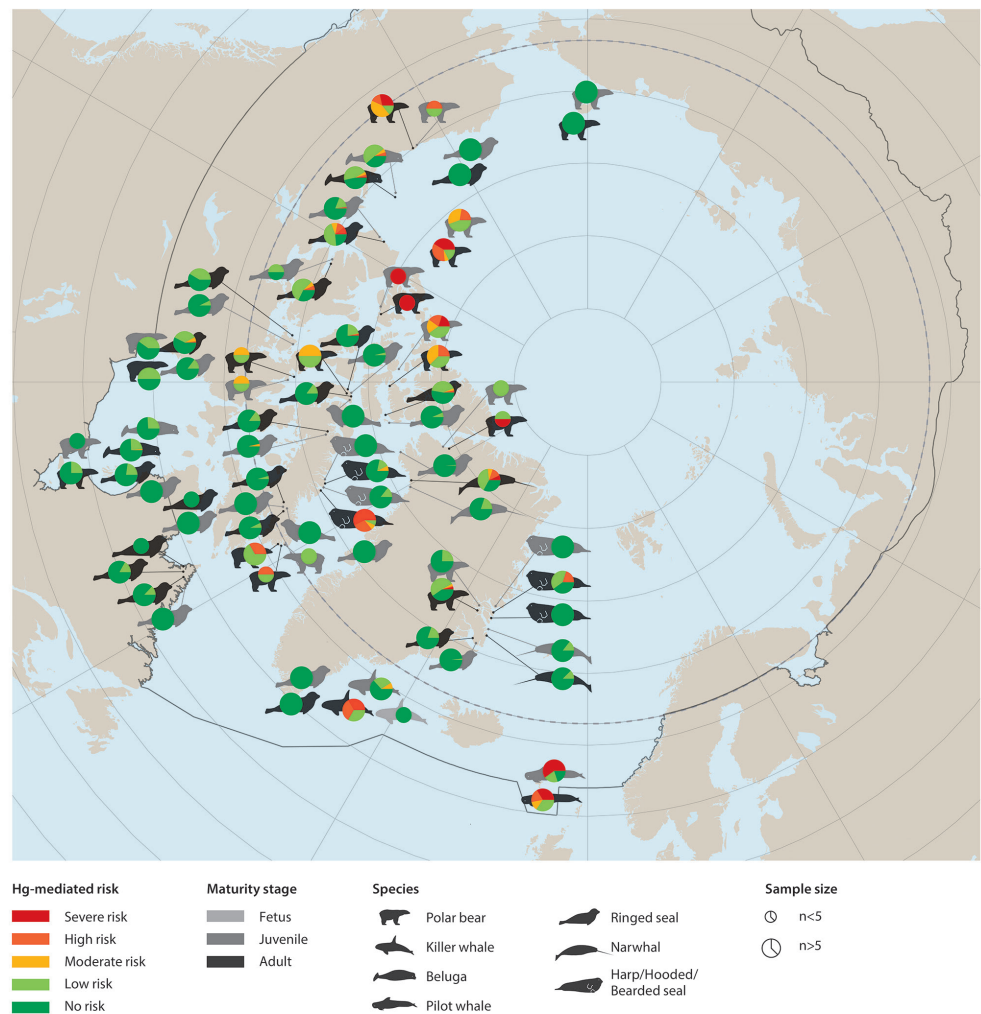 Hg-mediated risk
Severe risk
High risk
Moderate risk
Low risk
No risk
Maturity stage
Fetus
Juvenile
Adult
Species
Polar bear
Killer whale
Beluga
Pilot whale
Ringed seal
Narwhal
Harp/Hooded/
Bearded seal
Sample size
n<5
n>5